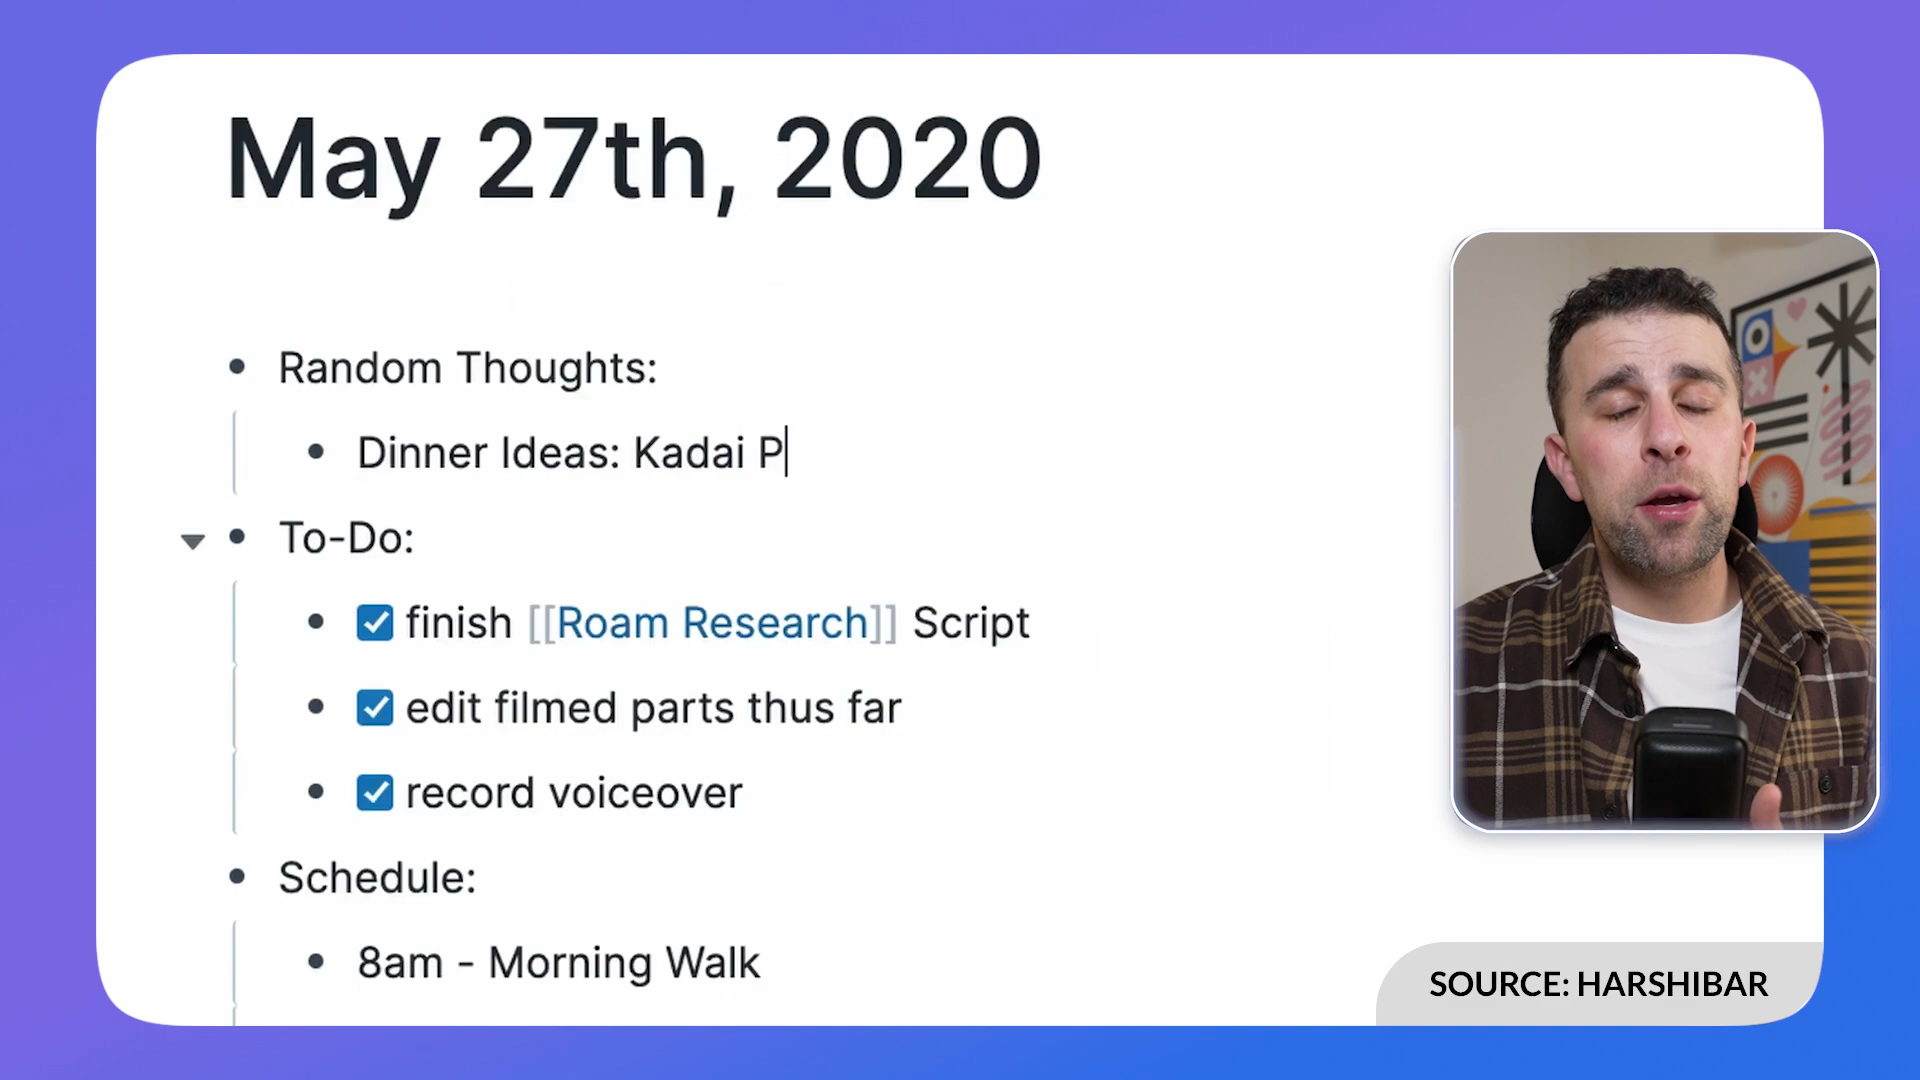 May 27th, 2020
Random Thoughts:
Dinner Ideas: Kadai P
To-Do:
finish [[Roam Research]] Script
edit filmed parts thus far
record voiceover
Schedule:
8am - Morning Walk
SOURCE: HARSHIBAR